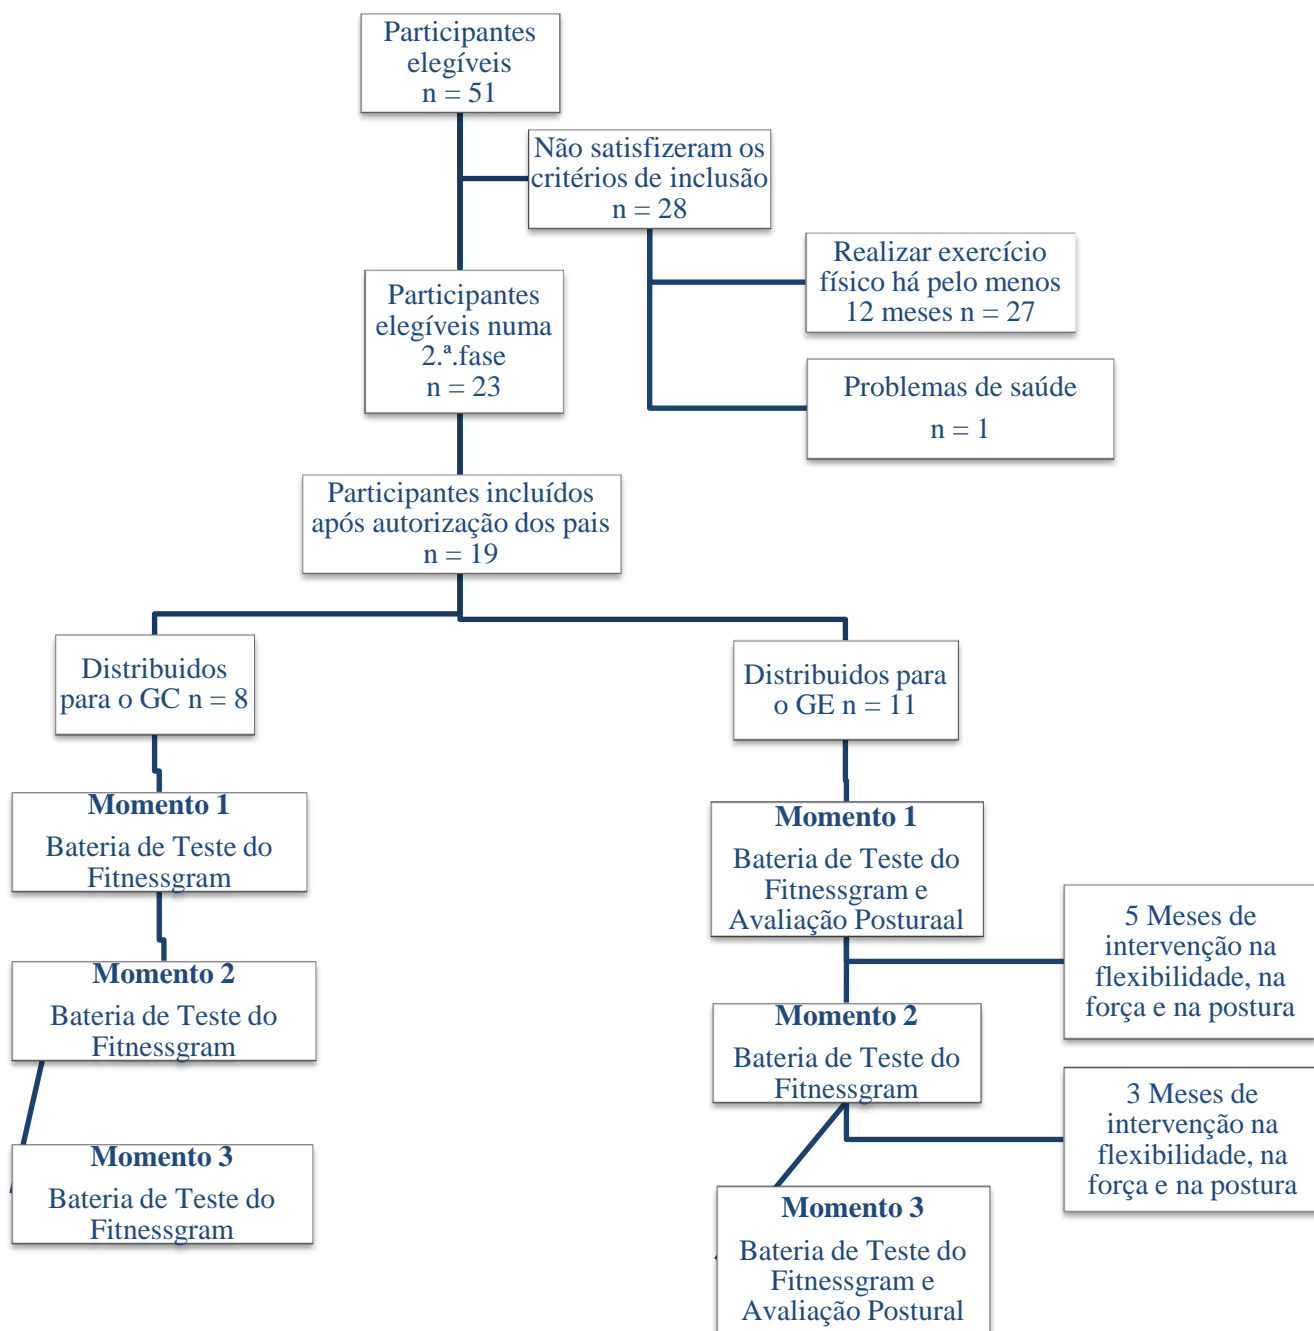 Participantes
elegíveis
n = 51
Não satisfizeram os
critérios de inclusão
n = 28
Realizar exercício
físico há pelo menos
12 meses n = 27
Participantes
elegíveis numa
2.ª.fase
n = 23
Problemas de saúde
n = 1
Participantes incluídos
após autorização dos pais
n = 19
Distribuidos
para o GC n = 8
Distribuidos para
o GE n = 11
Momento 1
Bateria de Teste do
Fitnessgram
Momento 1
Bateria de Teste do
Fitnessgram e
Avaliação Posturaal
5 Meses de
intervenção na
flexibilidade, na
força e na postura
Momento 2
Bateria de Teste do
Fitnessgram
Momento 2
Bateria de Teste do
Fitnessgram
3 Meses de
intervenção na
flexibilidade, na
força e na postura
Momento 3
Bateria de Teste do
Fitnessgram
Momento 3
Bateria de Teste do
Fitnessgram e
Avaliação Postural